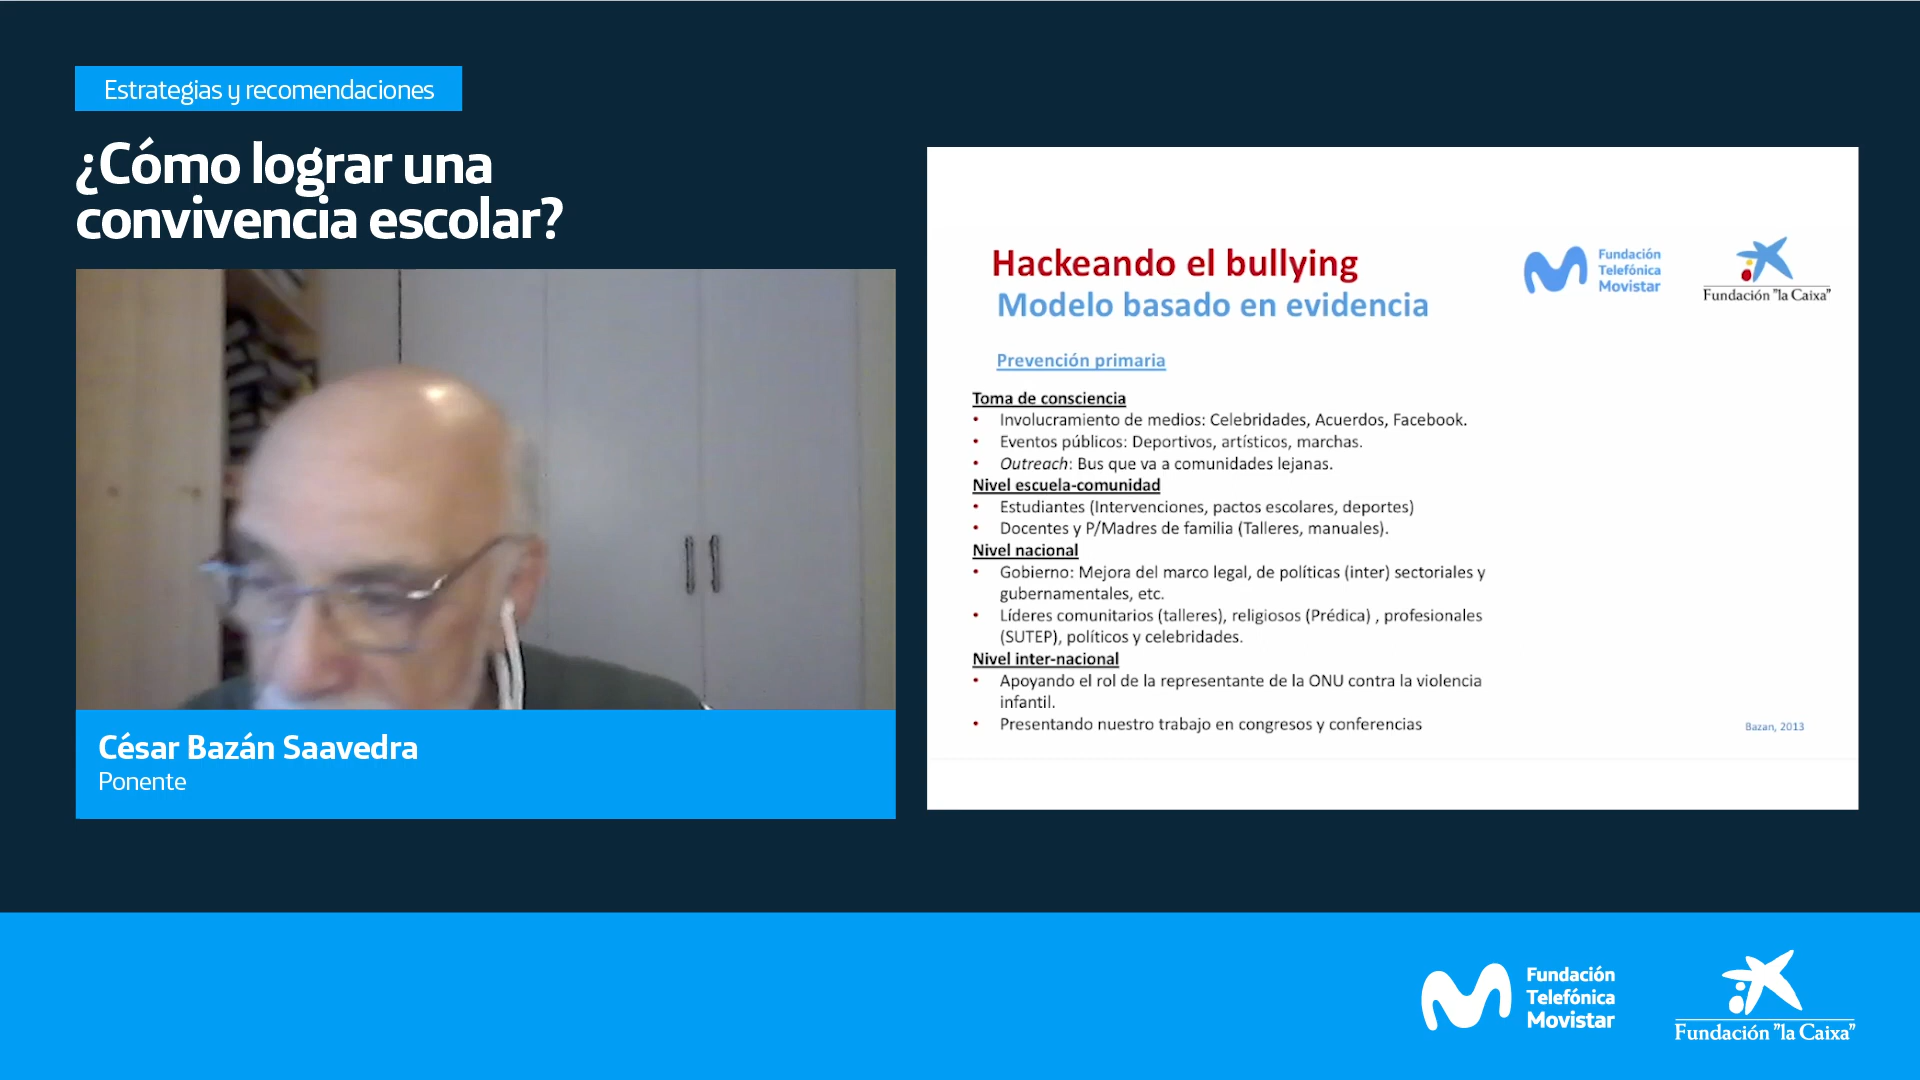 Estrategias y recomendaciones
¿Cómo lograr una
convivencia escolar?
César Bazán Saavedra
Ponente
Hackeando el bullying
Modelo basado en evidencia
Fundación
Telefónica
Movistar
Fundación "la Caixa"
Prevención primaria
Toma de consciencia
• Involucramiento de medios: Celebridades, Acuerdos, Facebook.
• Eventos públicos: Deportivos, artísticos, marchas.
• Outreach: Bus que va a comunidades lejanas.
Nivel escuela-comunidad
• Estudiantes (Intervenciones, pactos escolares, deportes)
• Docentes y P/Madres de familia (Talleres, manuales).
Nivel nacional
• Gobierno: Mejora del marco legal, de políticas (inter) sectoriales y
gubernamentales, etc.
• Líderes comunitarios (talleres), religiosos (Prédica) , profesionales
(SUTEP), políticos y celebridades.
Nivel inter-nacional
• Apoyando el rol de la representante de la ONU contra la violencia
infantil.
• Presentando nuestro trabajo en congresos y conferencias
Bazan, 2013
Fundación
Telefónica
Movistar
Fundación "la Caixa"